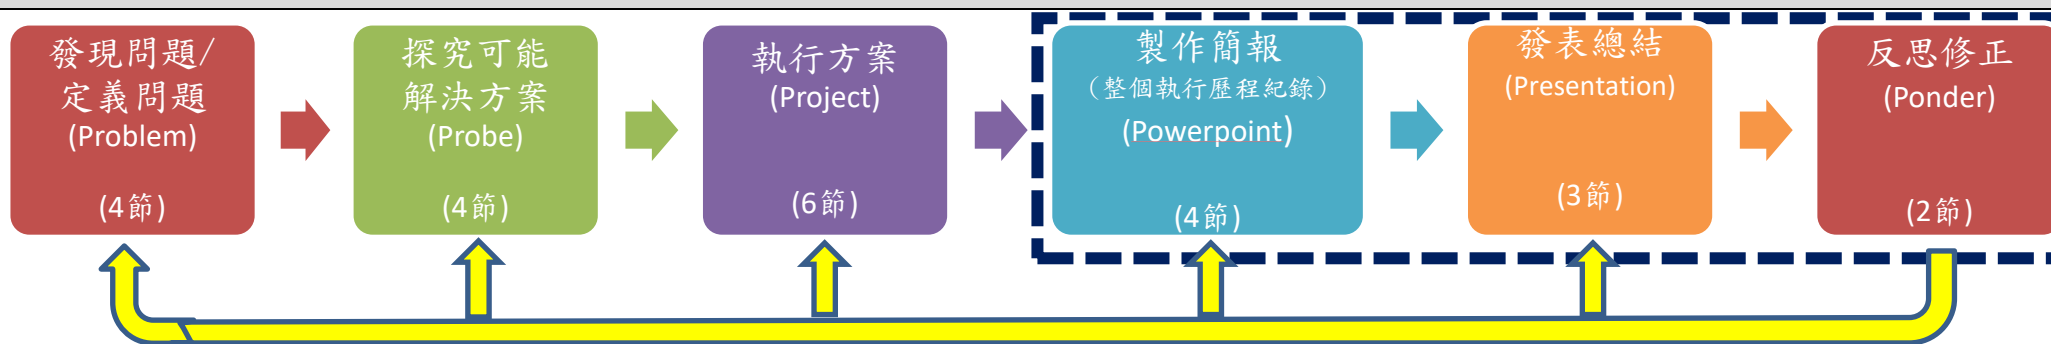 發現問題/
定義問題
(Problem)
(4節)
探究可能
解決方案
(Probe)
(4節)
執行方案
(Project)
(6節)
製作簡報
（整個執行歷程紀錄）
(Powerpoint)
(4節)
發表總結
(Presentation)
(3節)
反思修正
(Ponder)
(2節)